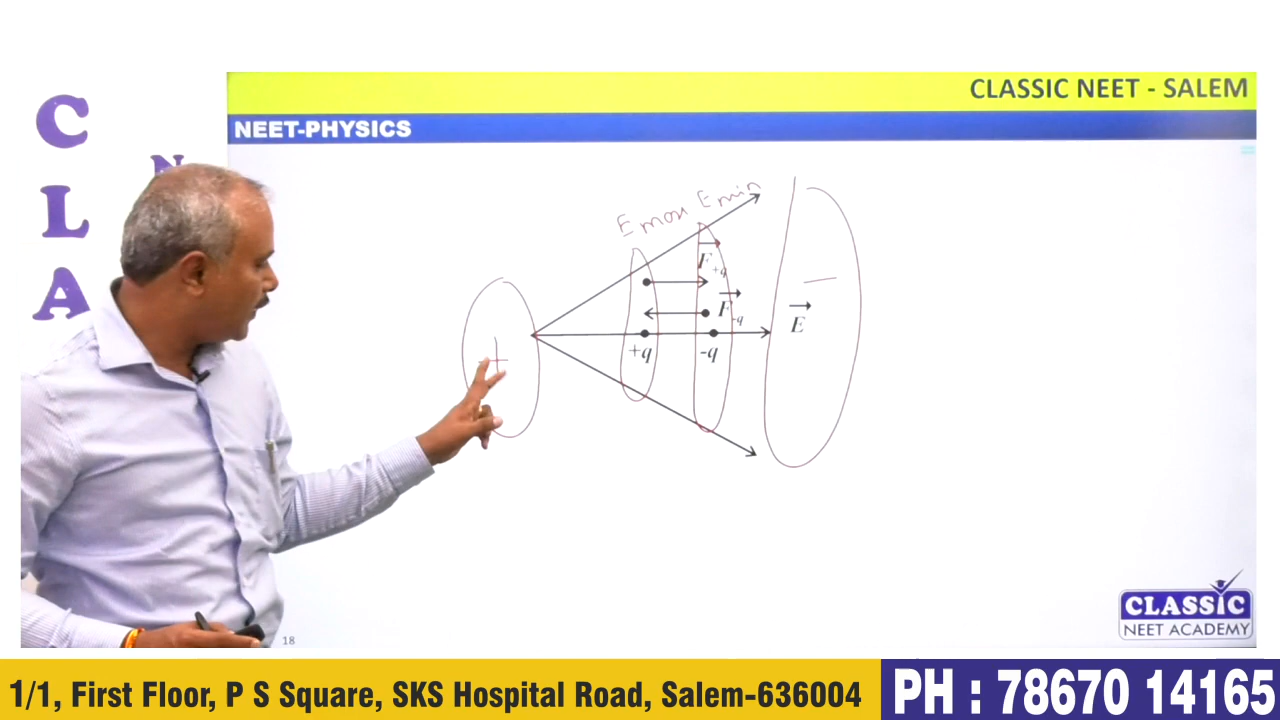 CLASSIC NEET - SALEM
NEET-PHYSICS
C
L
A
N
E max E min
F+q
F-q
+
−
E
+q -q
18
CLASSIC
NEET ACADEMY
1/1, First Floor, P S Square, SKS Hospital Road, Salem-636004
PH : 78670 14165